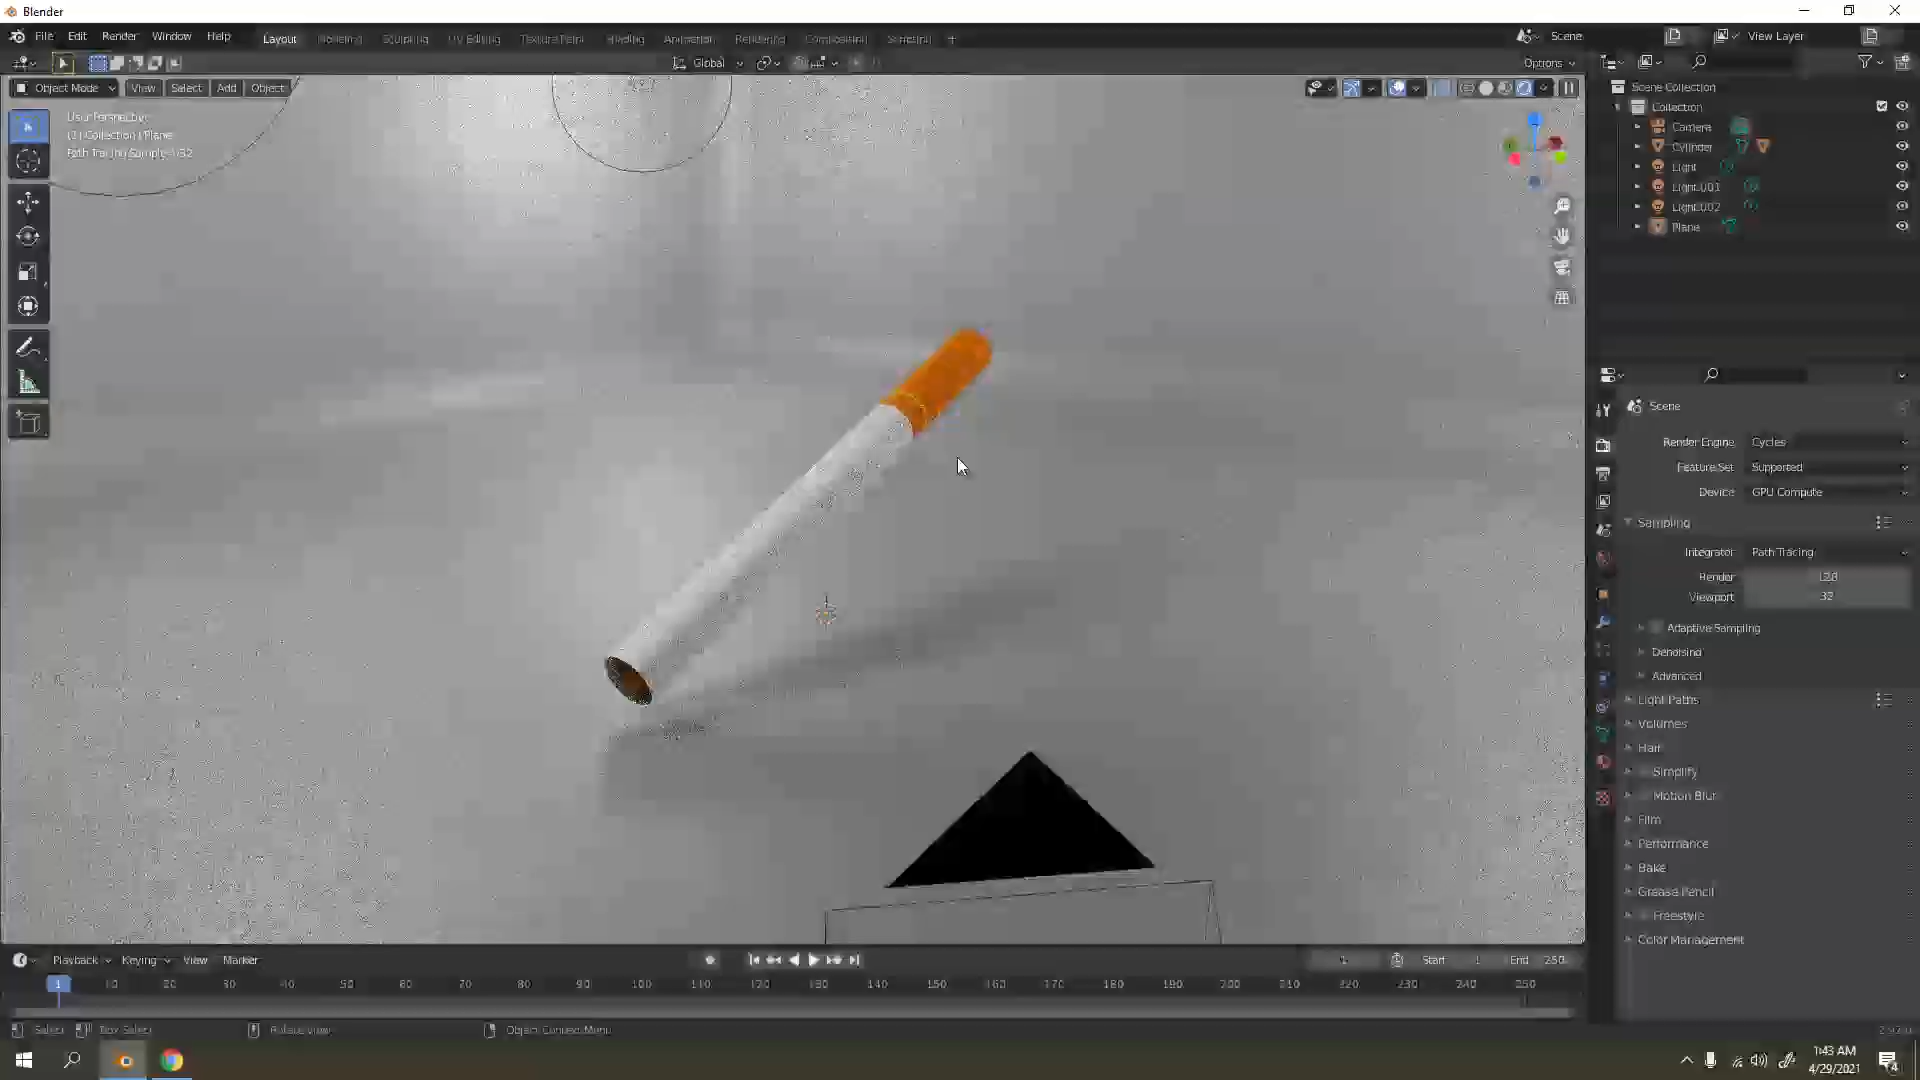 Blender
File Edit Render Window Help Layout Modeling Sculpting UV Editing Texture Paint Shading Animation Rendering Compositing Scripting +
Scene View Layer
Global Options
Object Mode View Select Add Object
User Perspective
(1) Collection | Plane
Scene Collection
Collection
Camera
Cylinder
Light
Light.001
Light.002
Plane
Scene
Render Engine Cycles
Feature Set Supported
Device GPU Compute
Sampling
Integrator Path Tracing
Render 128
Viewport 32
Adaptive Sampling
Denoising
Advanced
Light Paths
Volumes
Hair
Simplify
Motion Blur
Film
Performance
Bake
Grease Pencil
Freestyle
Color Management
Playback Keying View Marker Start 1 End 250
1 10 20 30 40 50 60 70 80 90 100 110 120 130 140 150 160 170 180 190 200 210 220 230 240 250
Select Box Select Rotate View Object Context Menu
1:43 AM
4/29/2021